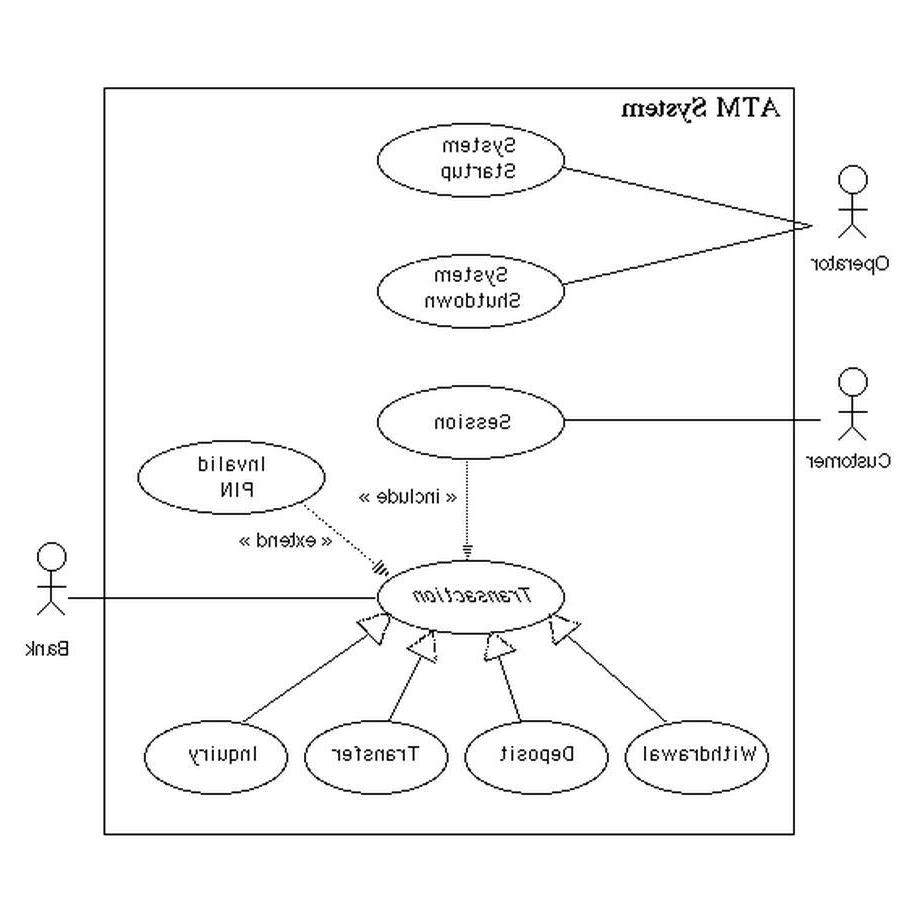 ATM System
System
Startup
Operator
System
Shutdown
Session
Customer
Invalid
PIN
« include »
« extend »
Transaction
Bank
Withdrawal
Deposit
Transfer
Inquiry